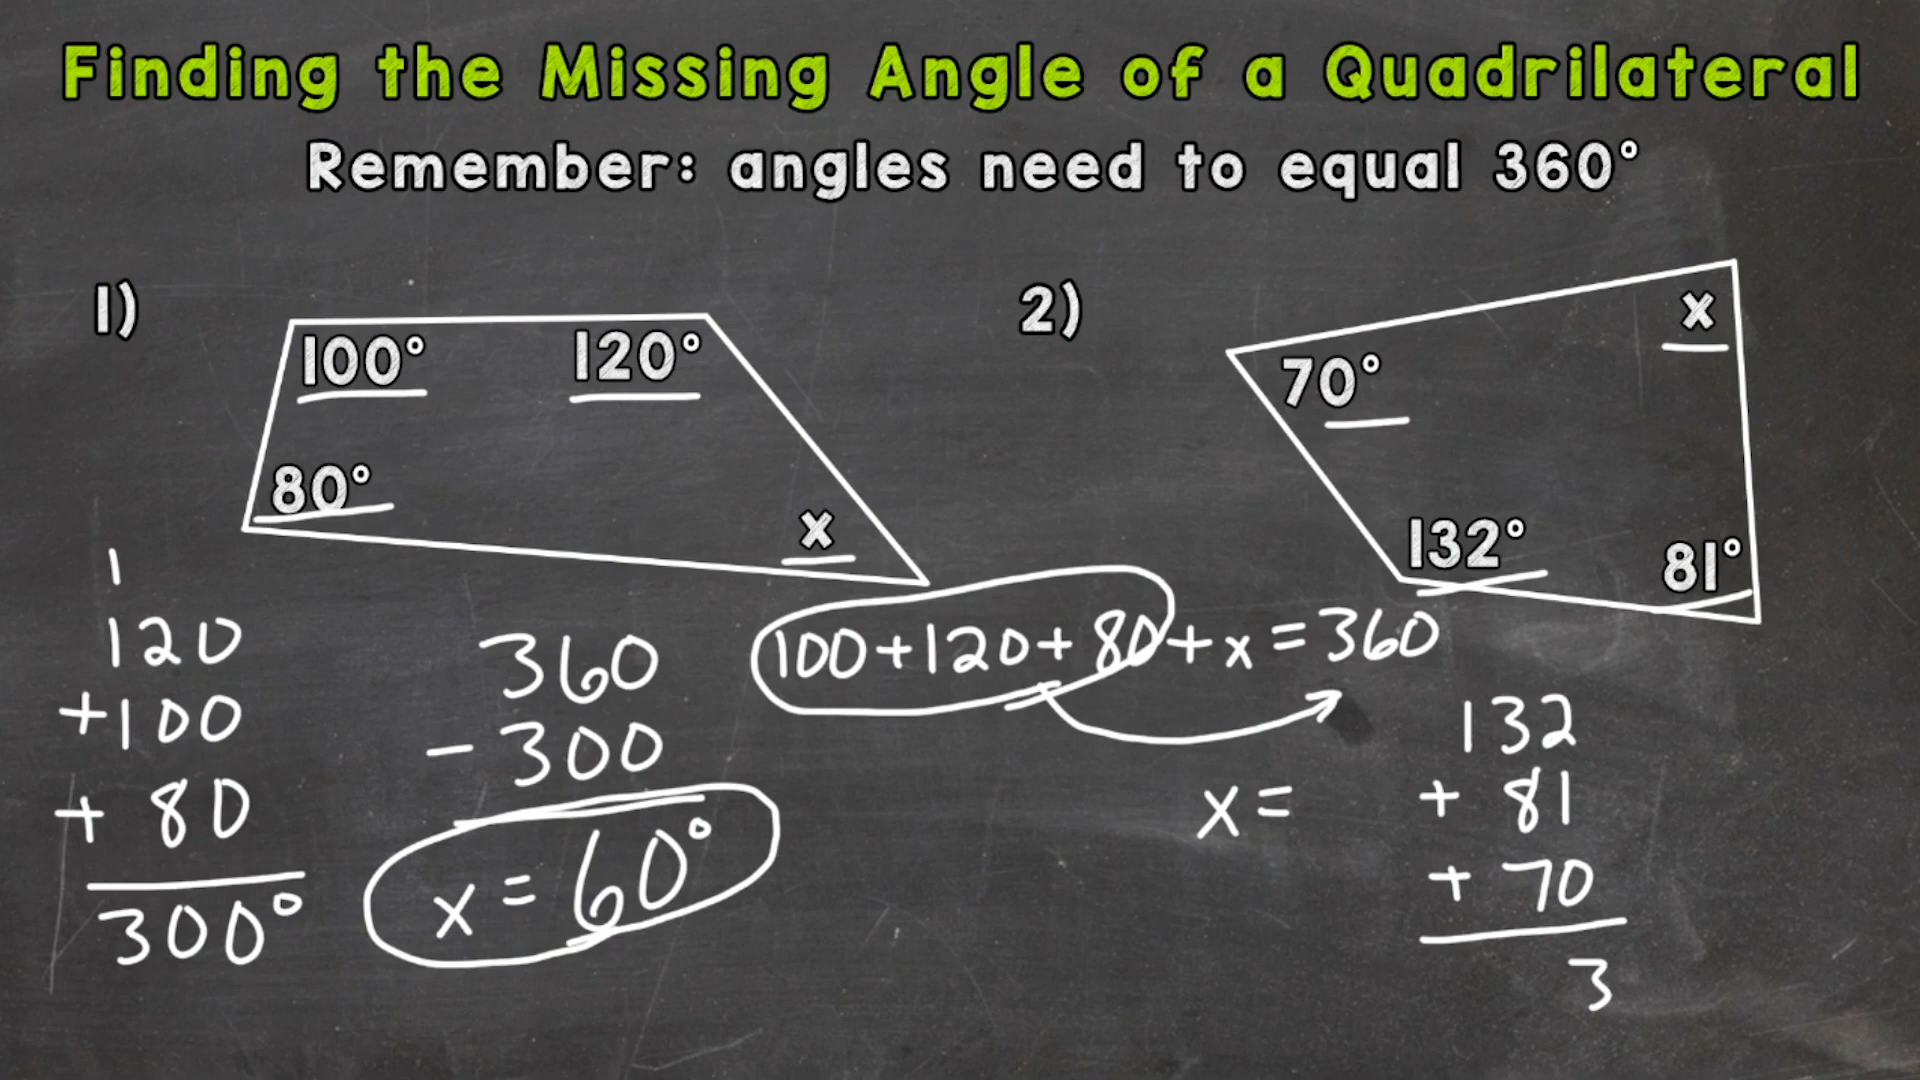 Finding the Missing Angle of a Quadrilateral
Remember: angles need to equal 360°
1)
100°
120°
80°
x
2)
70°
x
132°
81°
1
120
+100
+ 80
300°
360
- 300
x = 60°
100+120+80+x=360
x =
132
+ 81
+ 70
3